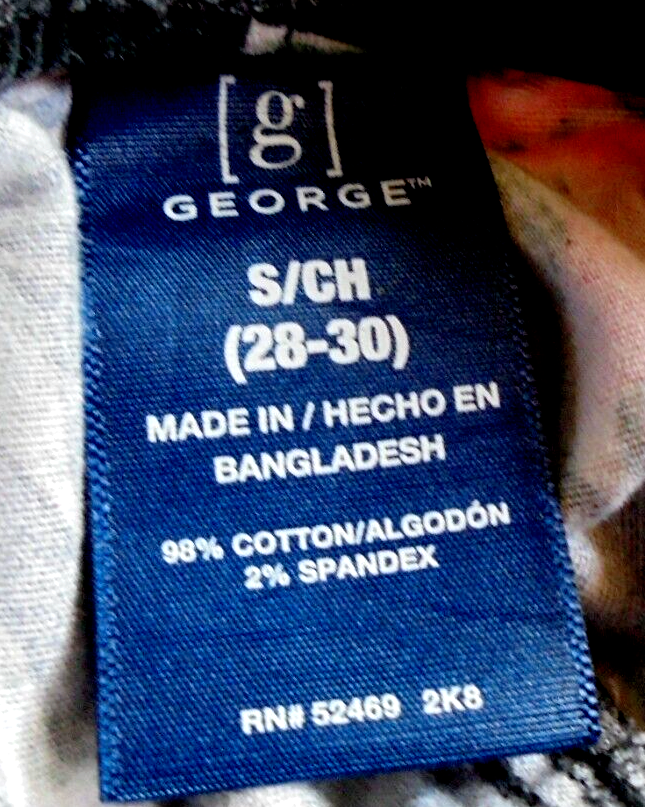 [g]
GEORGE™
S/CH
(28-30)
MADE IN / HECHO EN
BANGLADESH
98% COTTON/ALGODÓN
2% SPANDEX
RN# 52469 2K8